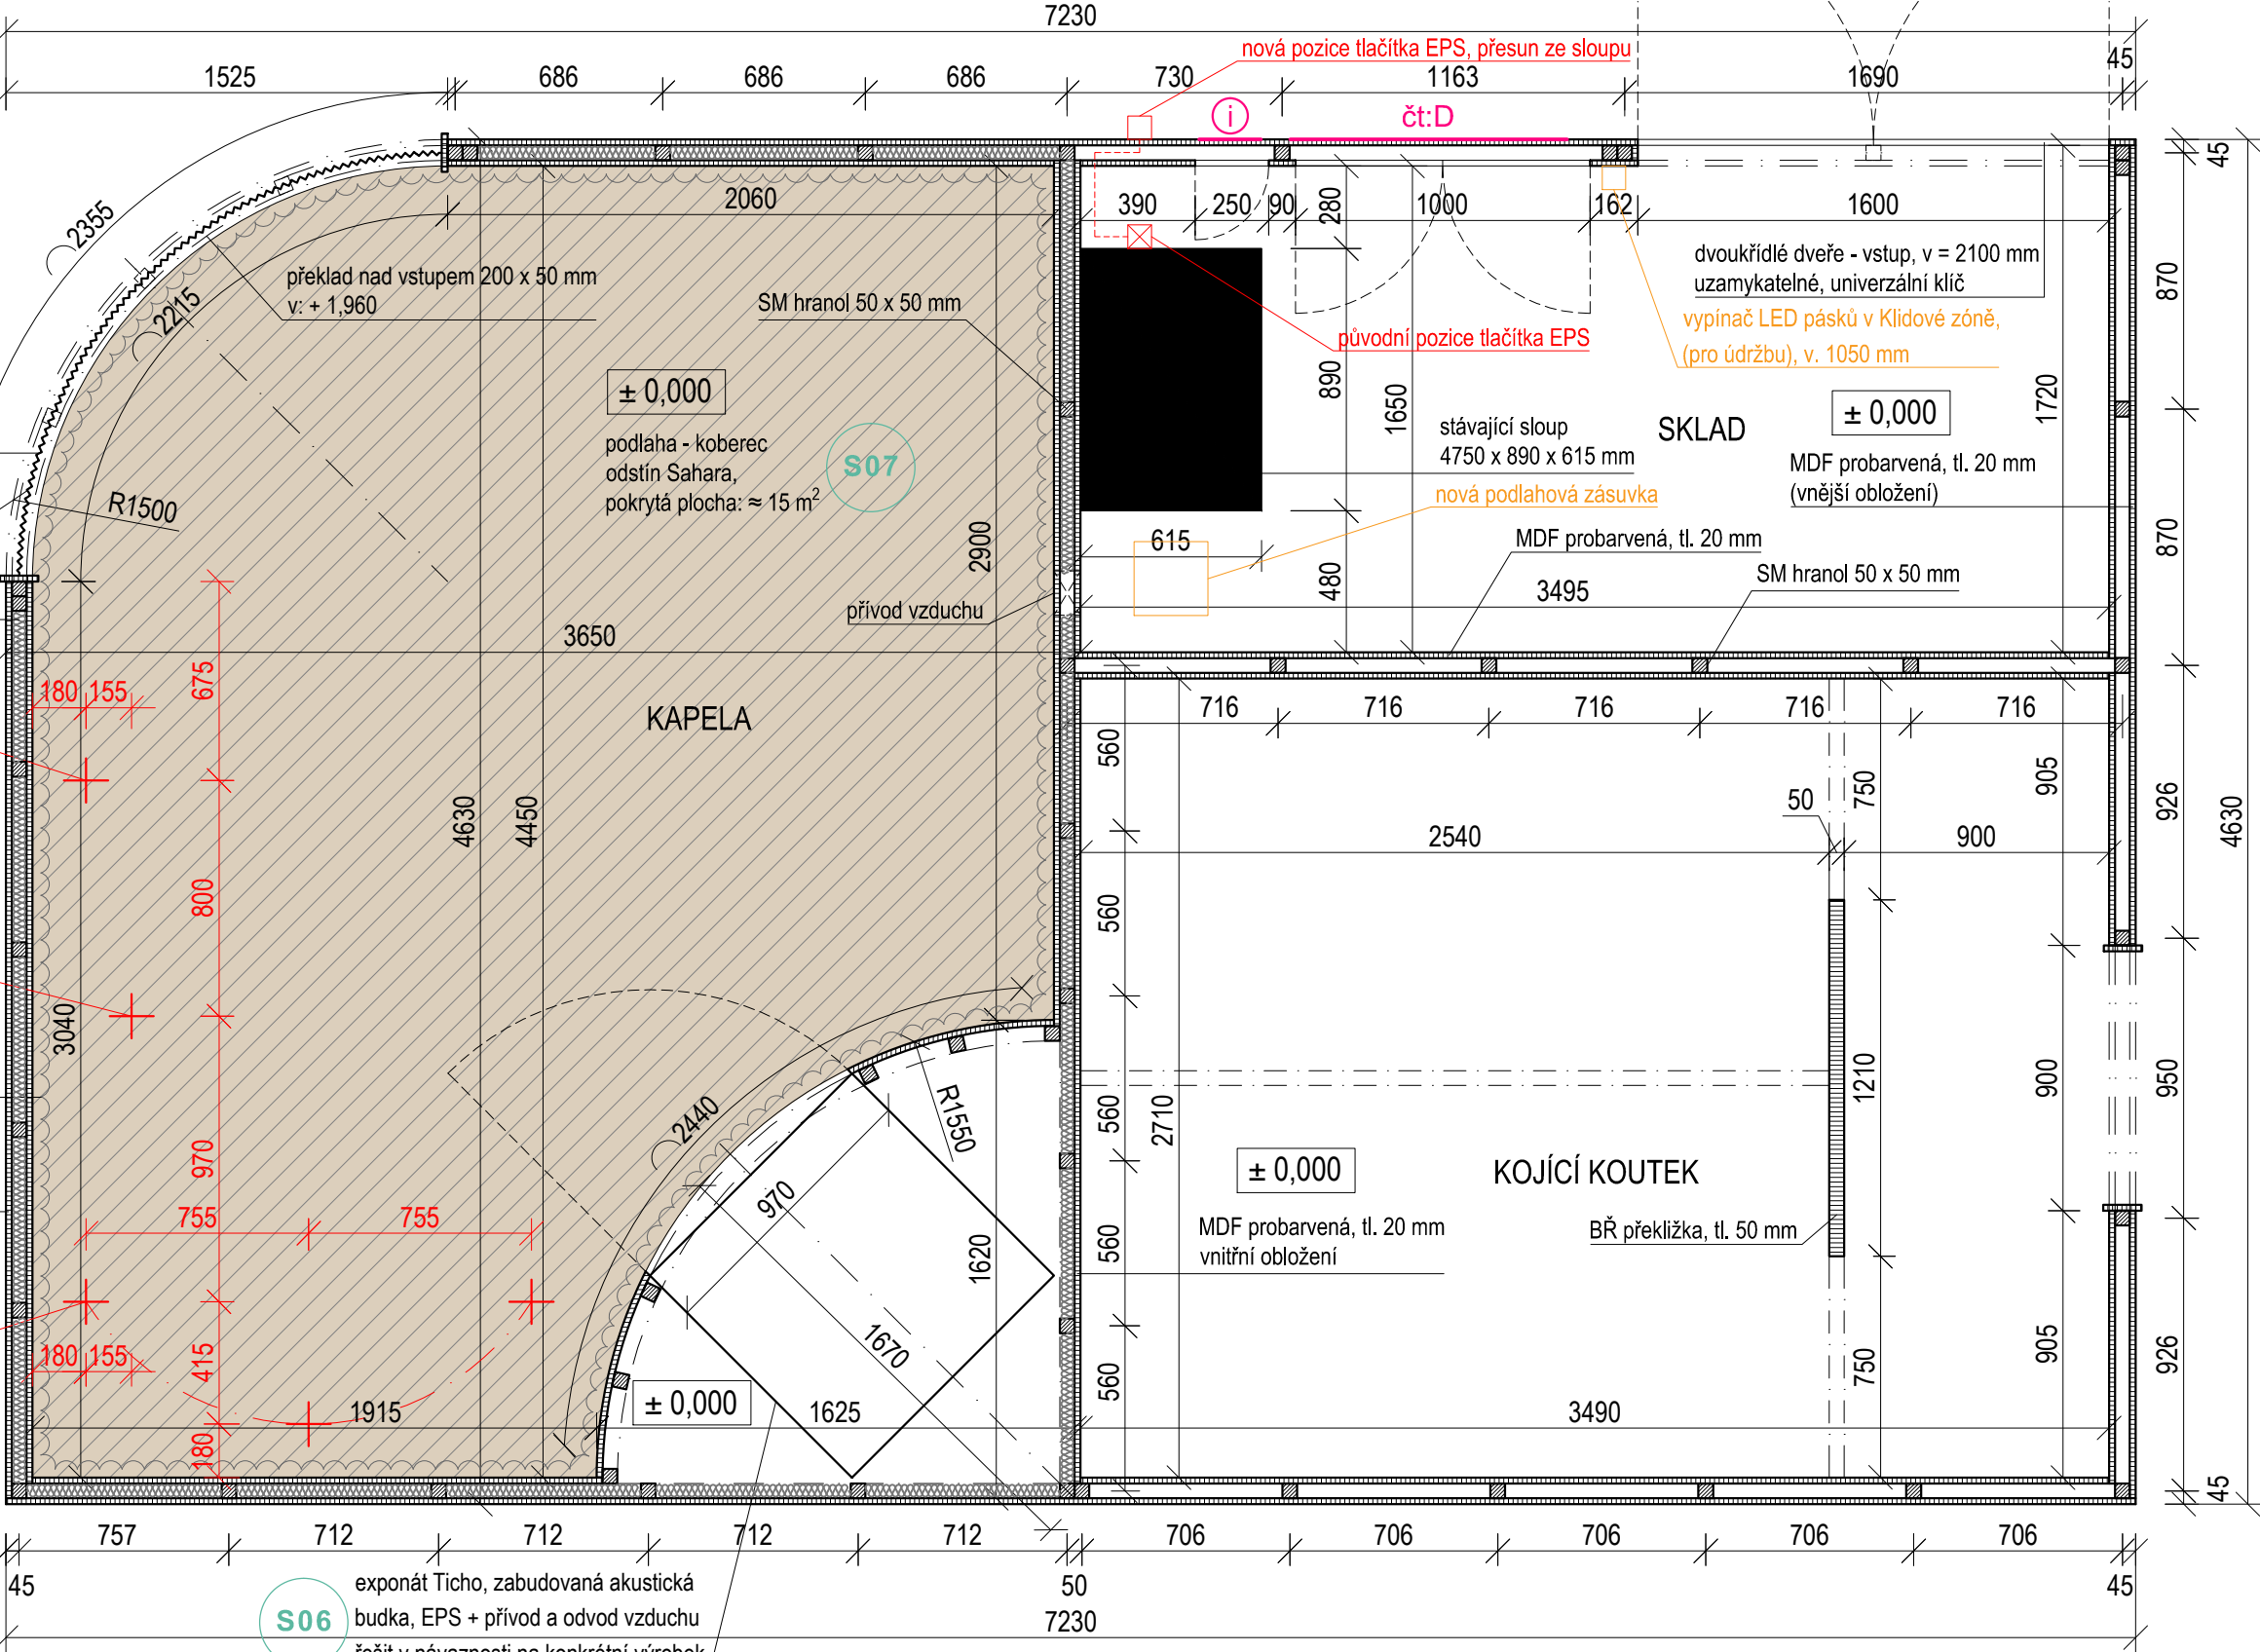 7230
nová pozice tlačítka EPS, přesun ze sloupu
45
1525
686
686
686
730
1163
1690
i
čt:D
45
2355
2060
390
250
90
280
1000
162
1600
překlad nad vstupem 200 x 50 mm
v: + 1,960
2215
SM hranol 50 x 50 mm
dvoukřídlé dveře - vstup, v = 2100 mm
uzamykatelné, univerzální klíč
870
původní pozice tlačítka EPS
vypínač LED pásků v Klidové zóně,
(pro údržbu), v. 1050 mm
± 0,000
890
1650
1720
podlaha - koberec
odstín Sahara,
pokrytá plocha: ≈ 15 m²
S07
stávající sloup
4750 x 890 x 615 mm
SKLAD
± 0,000
MDF probarvená, tl. 20 mm
(vnější obložení)
nová podlahová zásuvka
R1500
2900
615
480
MDF probarvená, tl. 20 mm
SM hranol 50 x 50 mm
870
přívod vzduchu
3495
3650
675
180
155
KAPELA
716
716
716
716
716
560
750
905
926
4630
4450
50
2540
900
4630
800
560
3040
970
2440
970
R1550
560
2710
1210
900
950
± 0,000
KOJÍCÍ KOUTEK
MDF probarvená, tl. 20 mm
vnitřní obložení
BŘ překližka, tl. 50 mm
755
755
1620
560
1670
180
155
415
560
750
905
926
1915
± 0,000
1625
3490
180
45
757
712
712
712
712
706
706
706
706
706
45
50
45
S06
exponát Ticho, zabudovaná akustická
budka, EPS + přívod a odvod vzduchu
řešit v návaznosti na konkrétní výrobek
7230